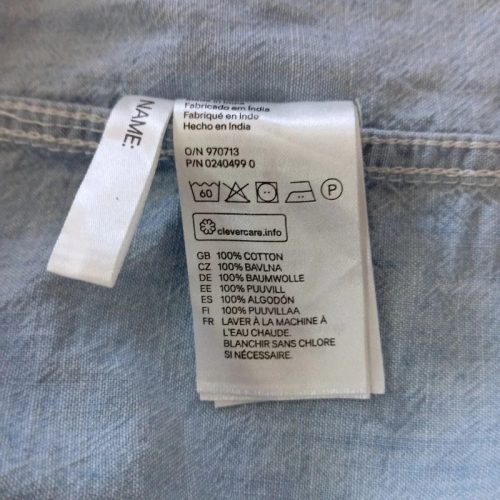 NAME:
Fabricado em Índia
Fabriqué en Inde
Hecho en India
O/N 970713
P/N 0240499 0
60
P
clevercare.info
GB 100% COTTON
CZ 100% BAVLNA
DE 100% BAUMWOLLE
EE 100% PUUVILL
ES 100% ALGODÓN
FI 100% PUUVILLAA
FR LAVER À LA MACHINE À
L'EAU CHAUDE.
BLANCHIR SANS CHLORE
SI NÉCESSAIRE.